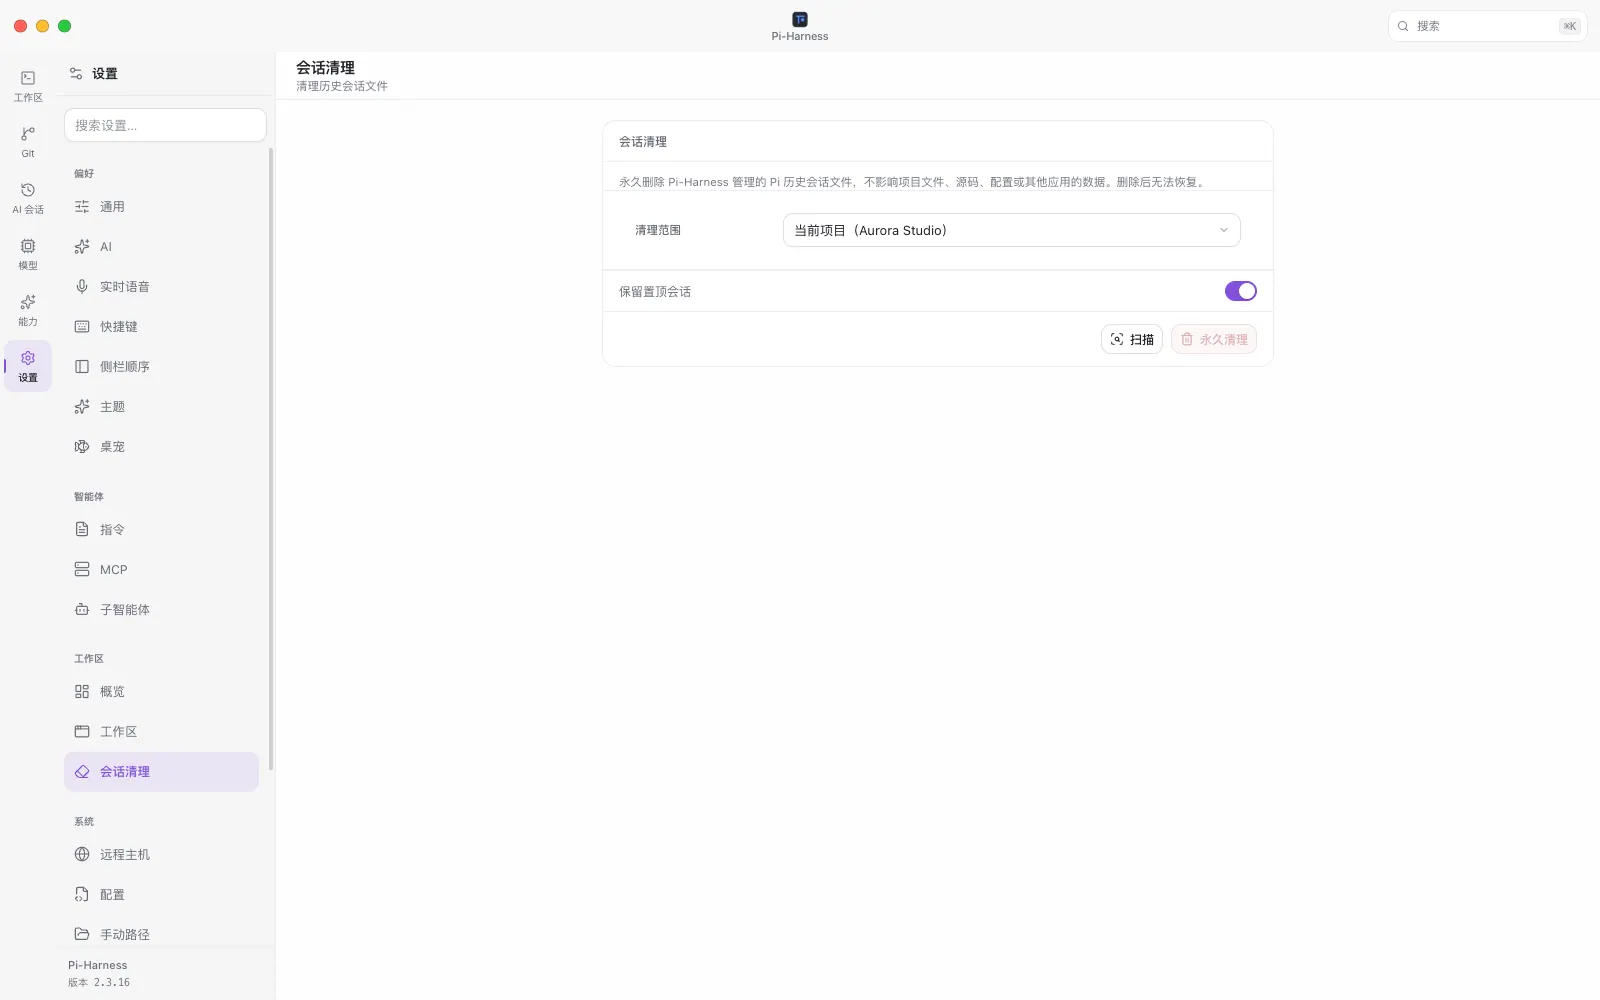 Pi-Harness
搜索
⌘K
工作区
Git
AI 会话
模型
能力
设置
设置
搜索设置...
偏好
通用
AI
实时语音
快捷键
侧栏顺序
主题
桌宠
智能体
指令
MCP
子智能体
工作区
概览
工作区
会话清理
系统
远程主机
配置
手动路径
Pi-Harness
版本 2.3.16
会话清理
清理历史会话文件
会话清理
永久删除 Pi-Harness 管理的 Pi 历史会话文件，不影响项目文件、源码、配置或其他应用的数据。删除后无法恢复。
清理范围
当前项目（Aurora Studio）
保留置顶会话
扫描
永久清理